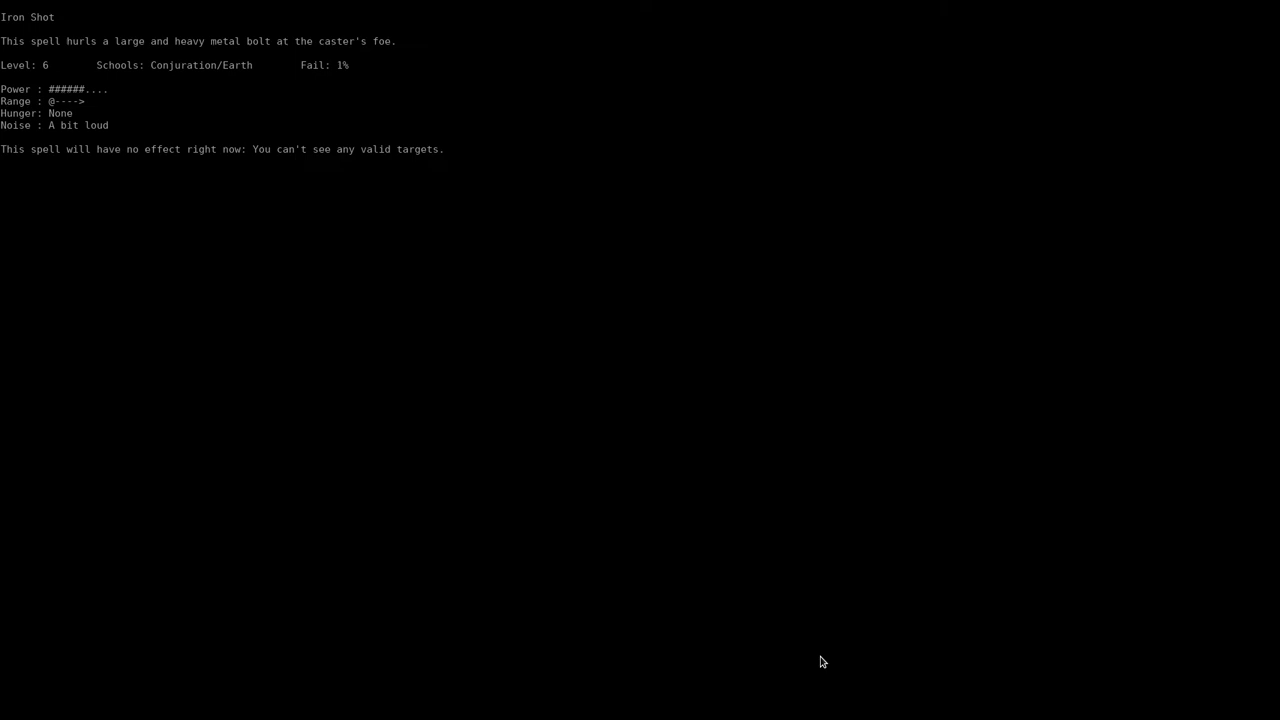 Iron Shot
This spell hurls a large and heavy metal bolt at the caster's foe.
Level: 6        Schools: Conjuration/Earth        Fail: 1%
Power : ######....
Range : @---->
Hunger: None
Noise : A bit loud
This spell will have no effect right now: You can't see any valid targets.